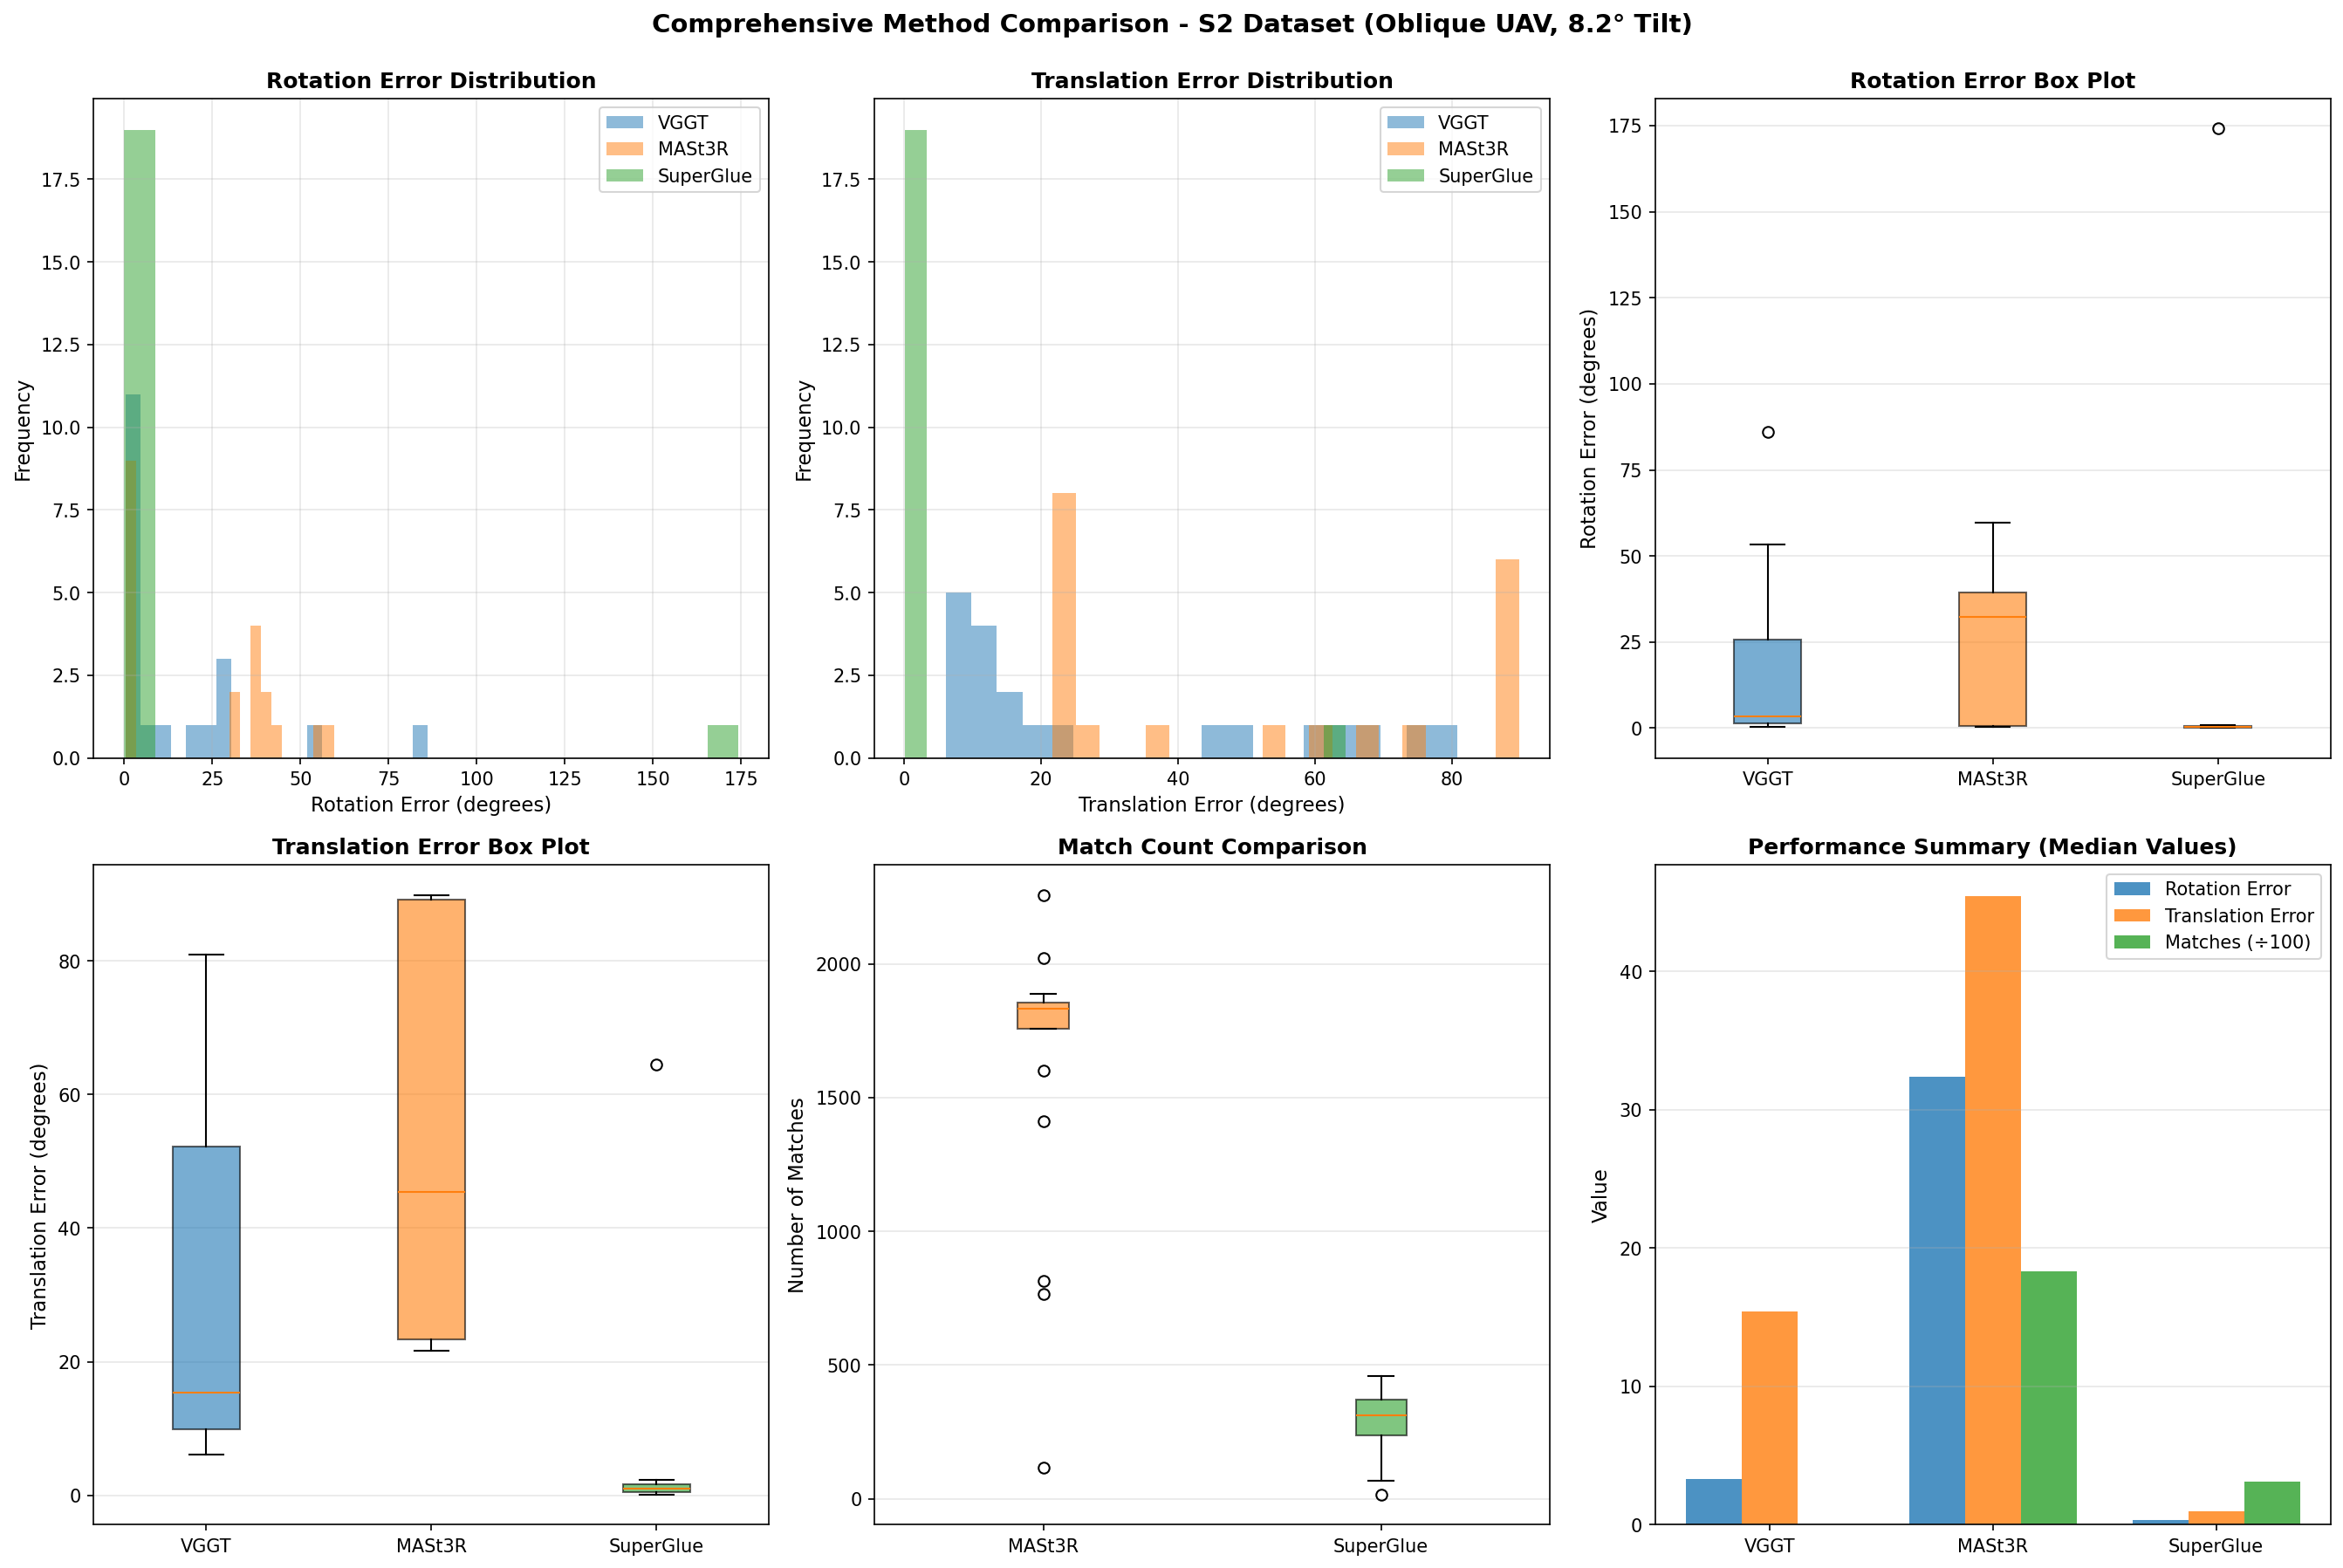 Comprehensive Method Comparison - S2 Dataset (Oblique UAV, 8.2° Tilt)
Rotation Error Distribution
VGGT
MASt3R
SuperGlue
17.5
15.0
12.5
10.0
7.5
5.0
2.5
0.0
Frequency
0 25 50 75 100 125 150 175
Rotation Error (degrees)
Translation Error Distribution
VGGT
MASt3R
SuperGlue
17.5
15.0
12.5
10.0
7.5
5.0
2.5
0.0
Frequency
0 20 40 60 80
Translation Error (degrees)
Rotation Error Box Plot
175
150
125
100
75
50
25
0
Rotation Error (degrees)
VGGT MASt3R SuperGlue
Translation Error Box Plot
80
60
40
20
0
Translation Error (degrees)
VGGT MASt3R SuperGlue
Match Count Comparison
2000
1500
1000
500
0
Number of Matches
MASt3R SuperGlue
Performance Summary (Median Values)
Rotation Error
Translation Error
Matches (÷100)
40
30
20
10
0
Value
VGGT MASt3R SuperGlue